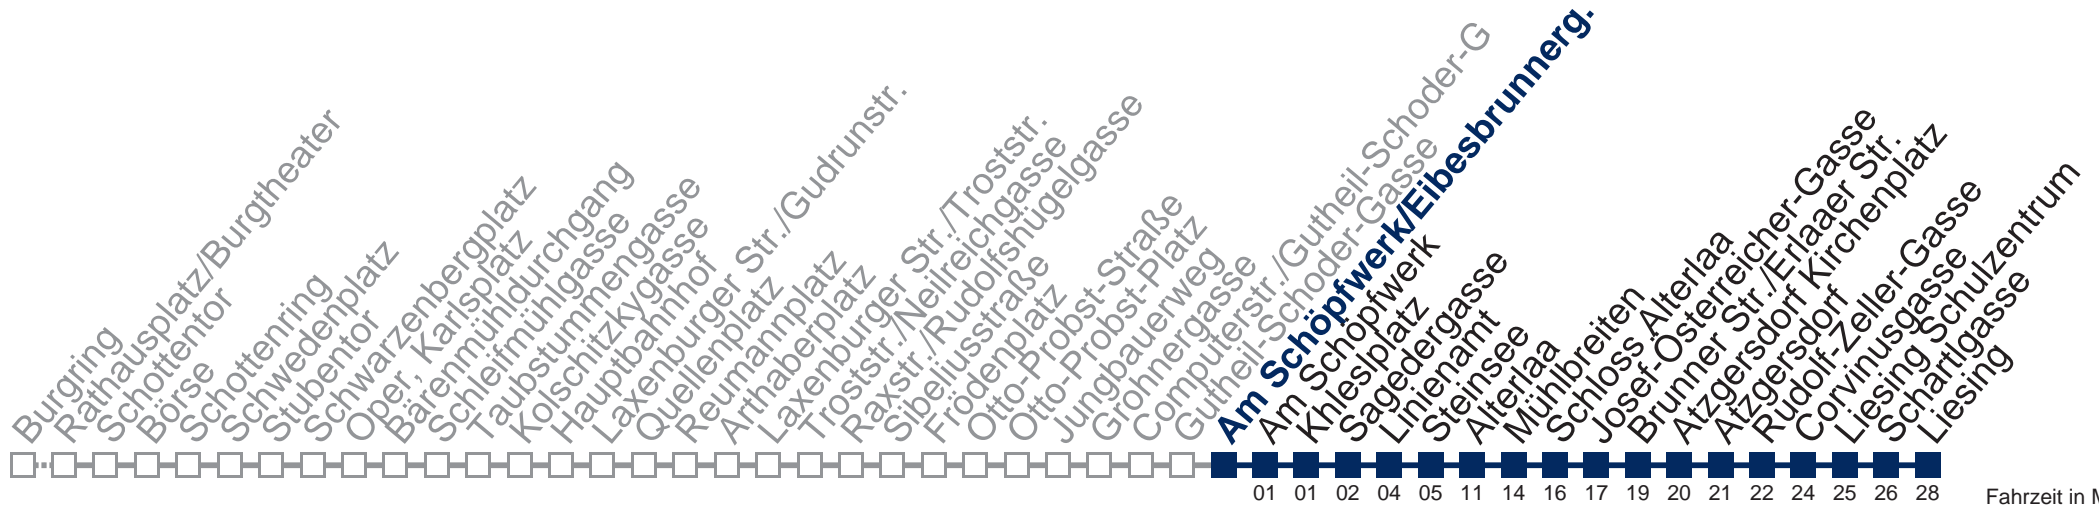 Burgring
Rathausplatz/Burgtheater
Schottentor
Börse
Schottenring
Schwedenplatz
Stubentor
Schwarzenbergplatz
Oper, Karlsplatz
Bärenmühldurchgang
Schleifmühlgasse
Taubstummengasse
Kolschitzkygasse
Hauptbahnhof
Laxenburger Str./Gudrunstr.
Quellenplatz
Reumannplatz
Arthaberplatz
Laxenburger Str./Troststr.
Troststr./Neilreichgasse
Raxstr./Rudolfshügelgasse
Sibeliusstraße
Frödenplatz
Otto-Probst-Straße
Otto-Probst-Platz
Jungbauerweg
Grohnergasse
Computerstr./Gutheil-Schoder-G
Gutheil-Schoder-Gasse
Am Schöpfwerk/Eibesbrunnerg.
Am Schöpfwerk
Khleslplatz
Sagedergasse
Linienamt
Steinsee
Alterlaa
Mühlbreiten
Schloss Alterlaa
Josef-Österreicher-Gasse
Brunner Str./Erlaaer Str.
Atzgersdorf Kirchenplatz
Atzgersdorf
Rudolf-Zeller-Gasse
Corvinusgasse
Liesing Schulzentrum
Schartlgasse
Liesing
01 01 02 04 05 11 14 16 17 19 20 21 22 24 25 26 28
Fahrzeit in M